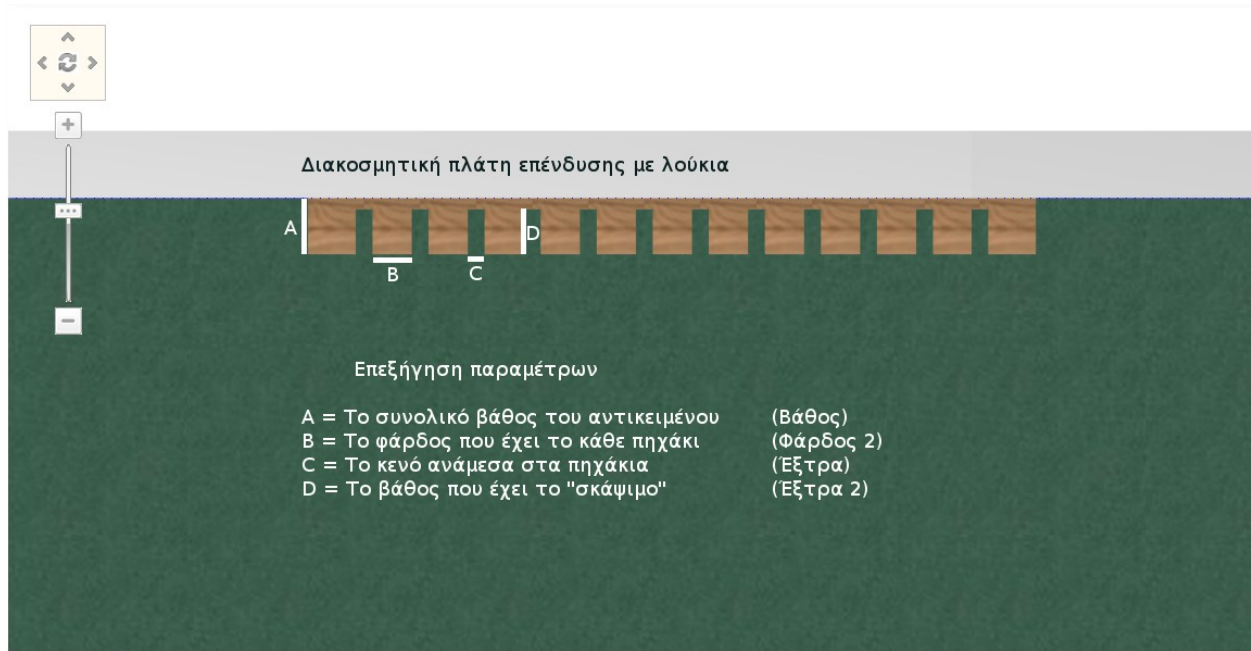 Διακοσμητική πλάτη επένδυσης με λούκια
A
D
B
C
Επεξήγηση παραμέτρων
A = Το συνολικό βάθος του αντικειμένου (Βάθος)
B = Το φάρδος που έχει το κάθε πηχάκι (Φάρδος 2)
C = Το κενό ανάμεσα στα πηχάκια (Έξτρα)
D = Το βάθος που έχει το "σκάψιμο" (Έξτρα 2)